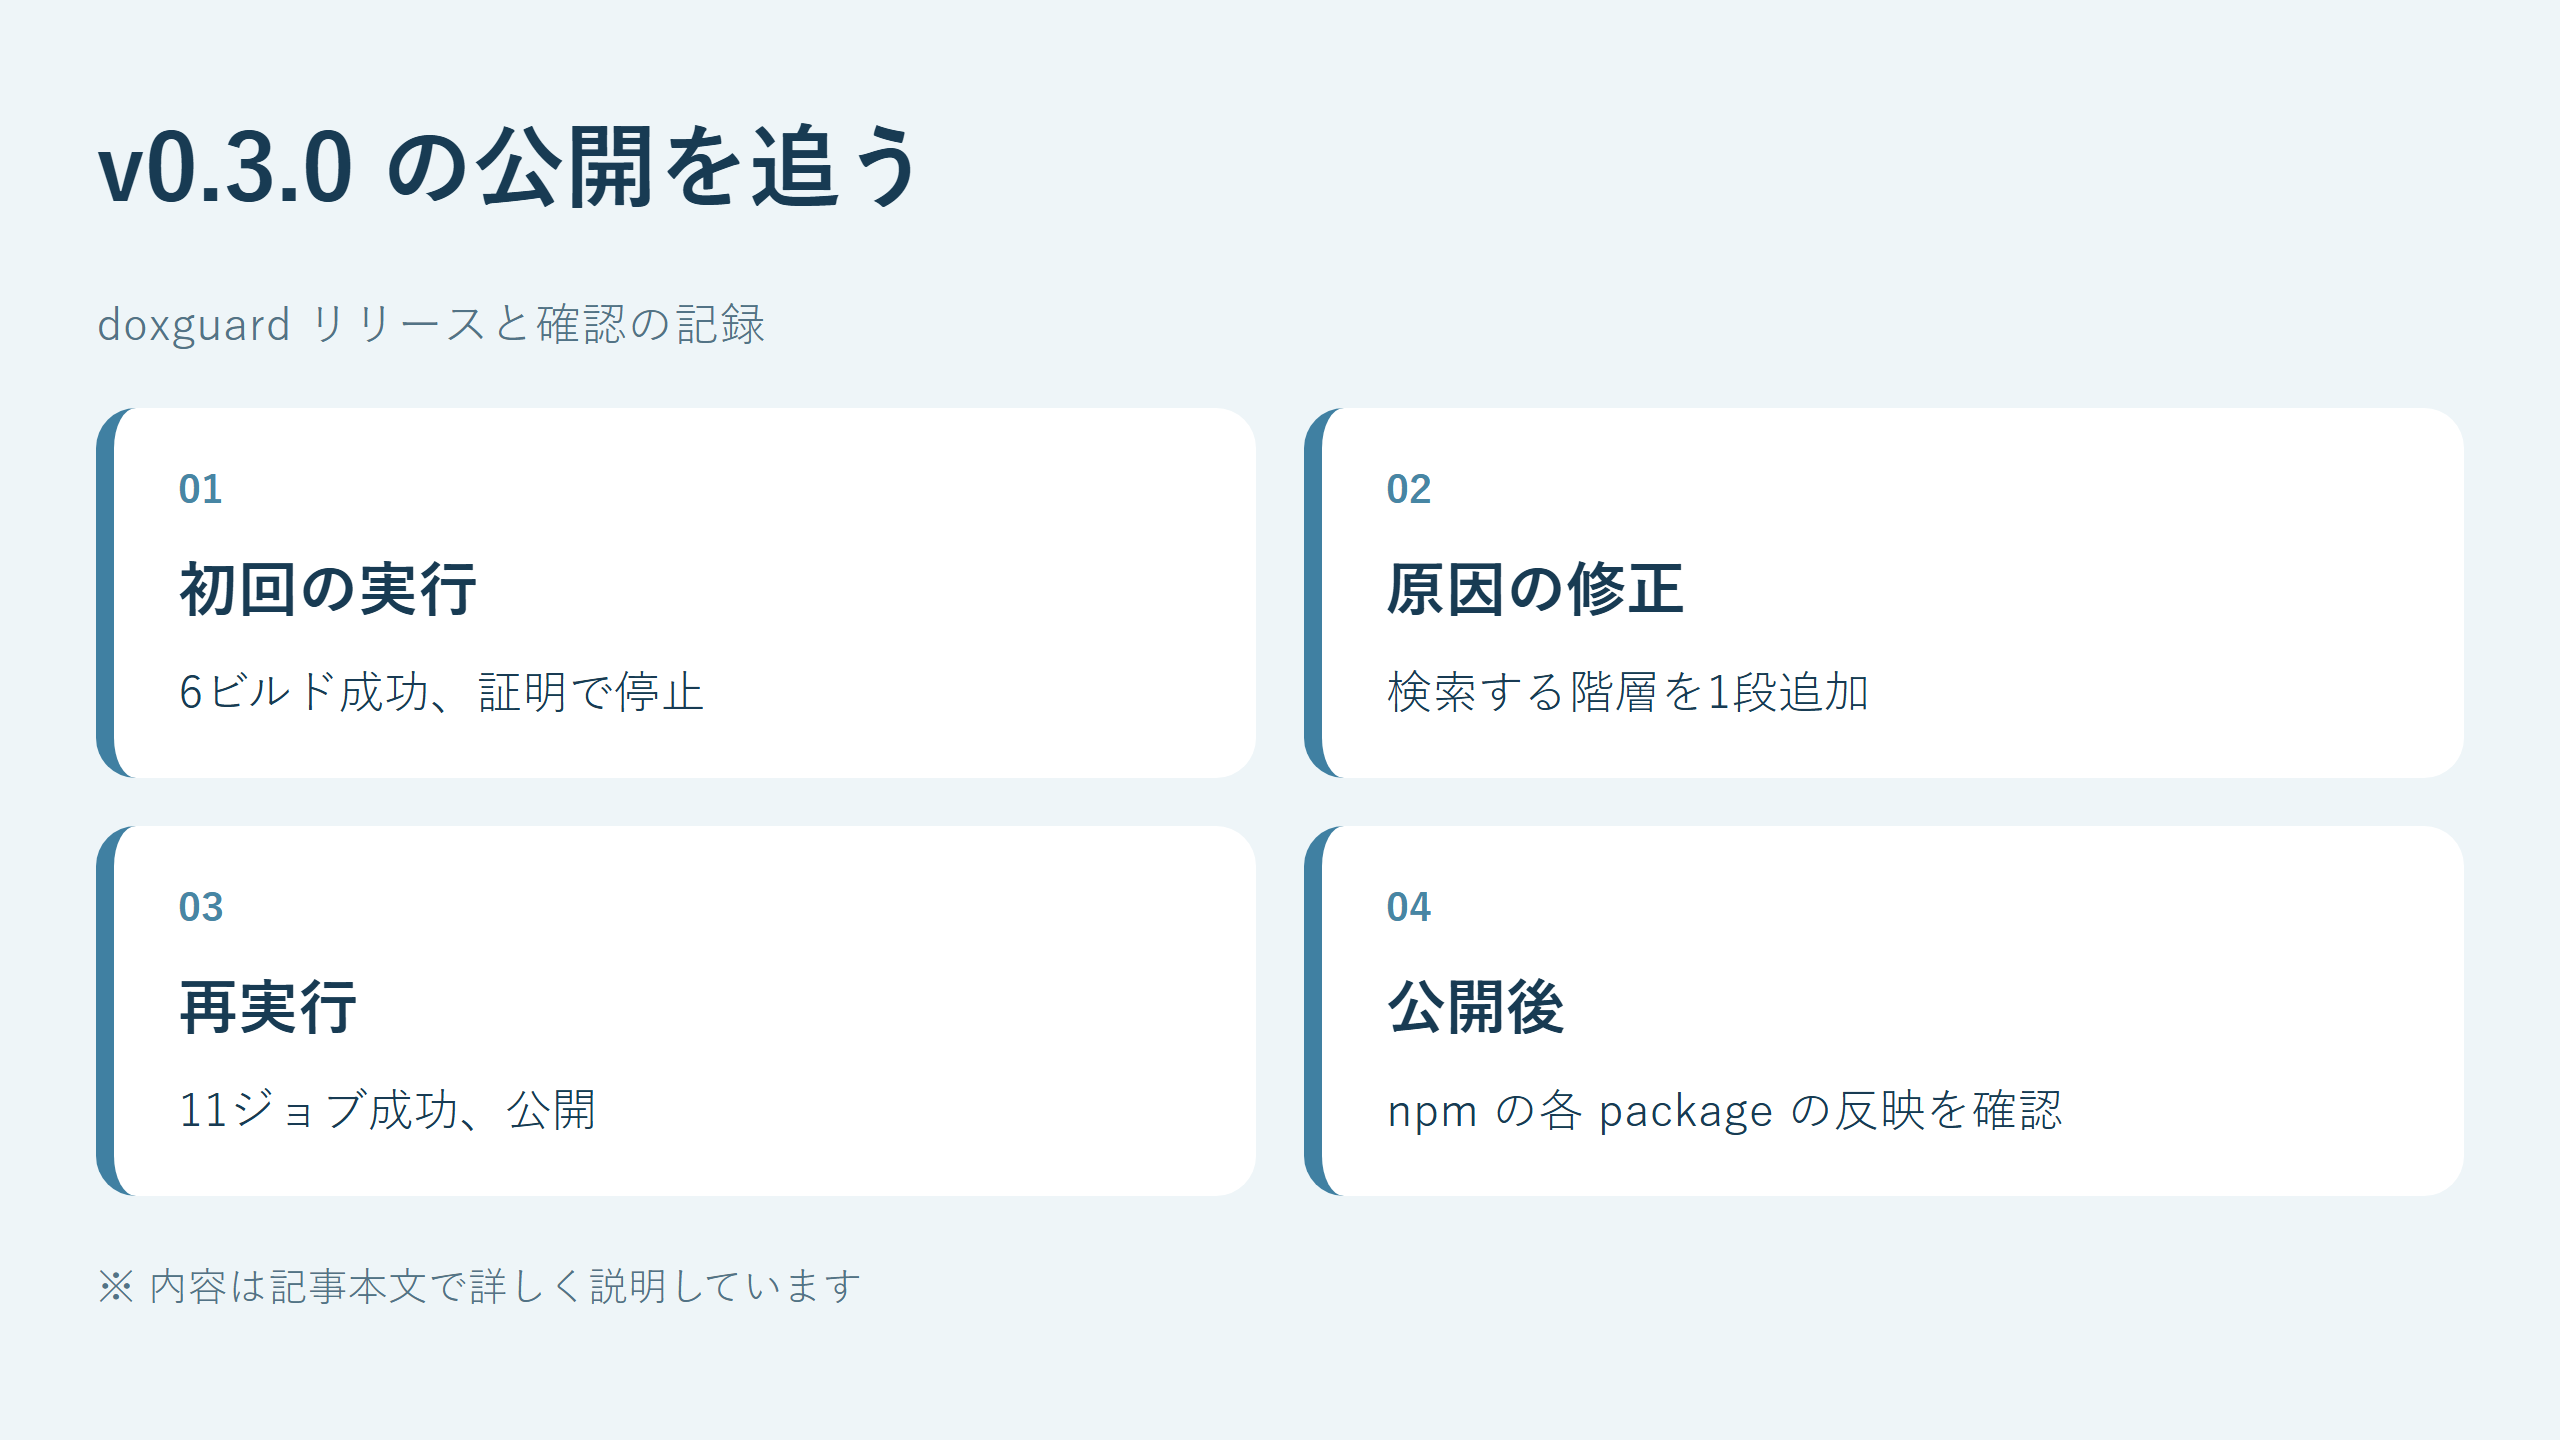 v0.3.0 の公開を追う
doxguard リリースと確認の記録
01
初回の実行
6ビルド成功、証明で停止
02
原因の修正
検索する階層を1段追加
03
再実行
11ジョブ成功、公開
04
公開後
npm の各 package の反映を確認
※ 内容は記事本文で詳しく説明しています